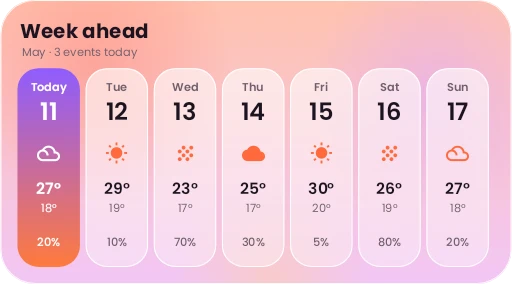 Week ahead
May · 3 events today
Today Tue Wed Thu Fri Sat Sun
11 12 13 14 15 16 17
27° 29° 23° 25° 30° 26° 27°
18° 19° 17° 17° 20° 19° 18°
20% 10% 70% 30% 5% 80% 20%